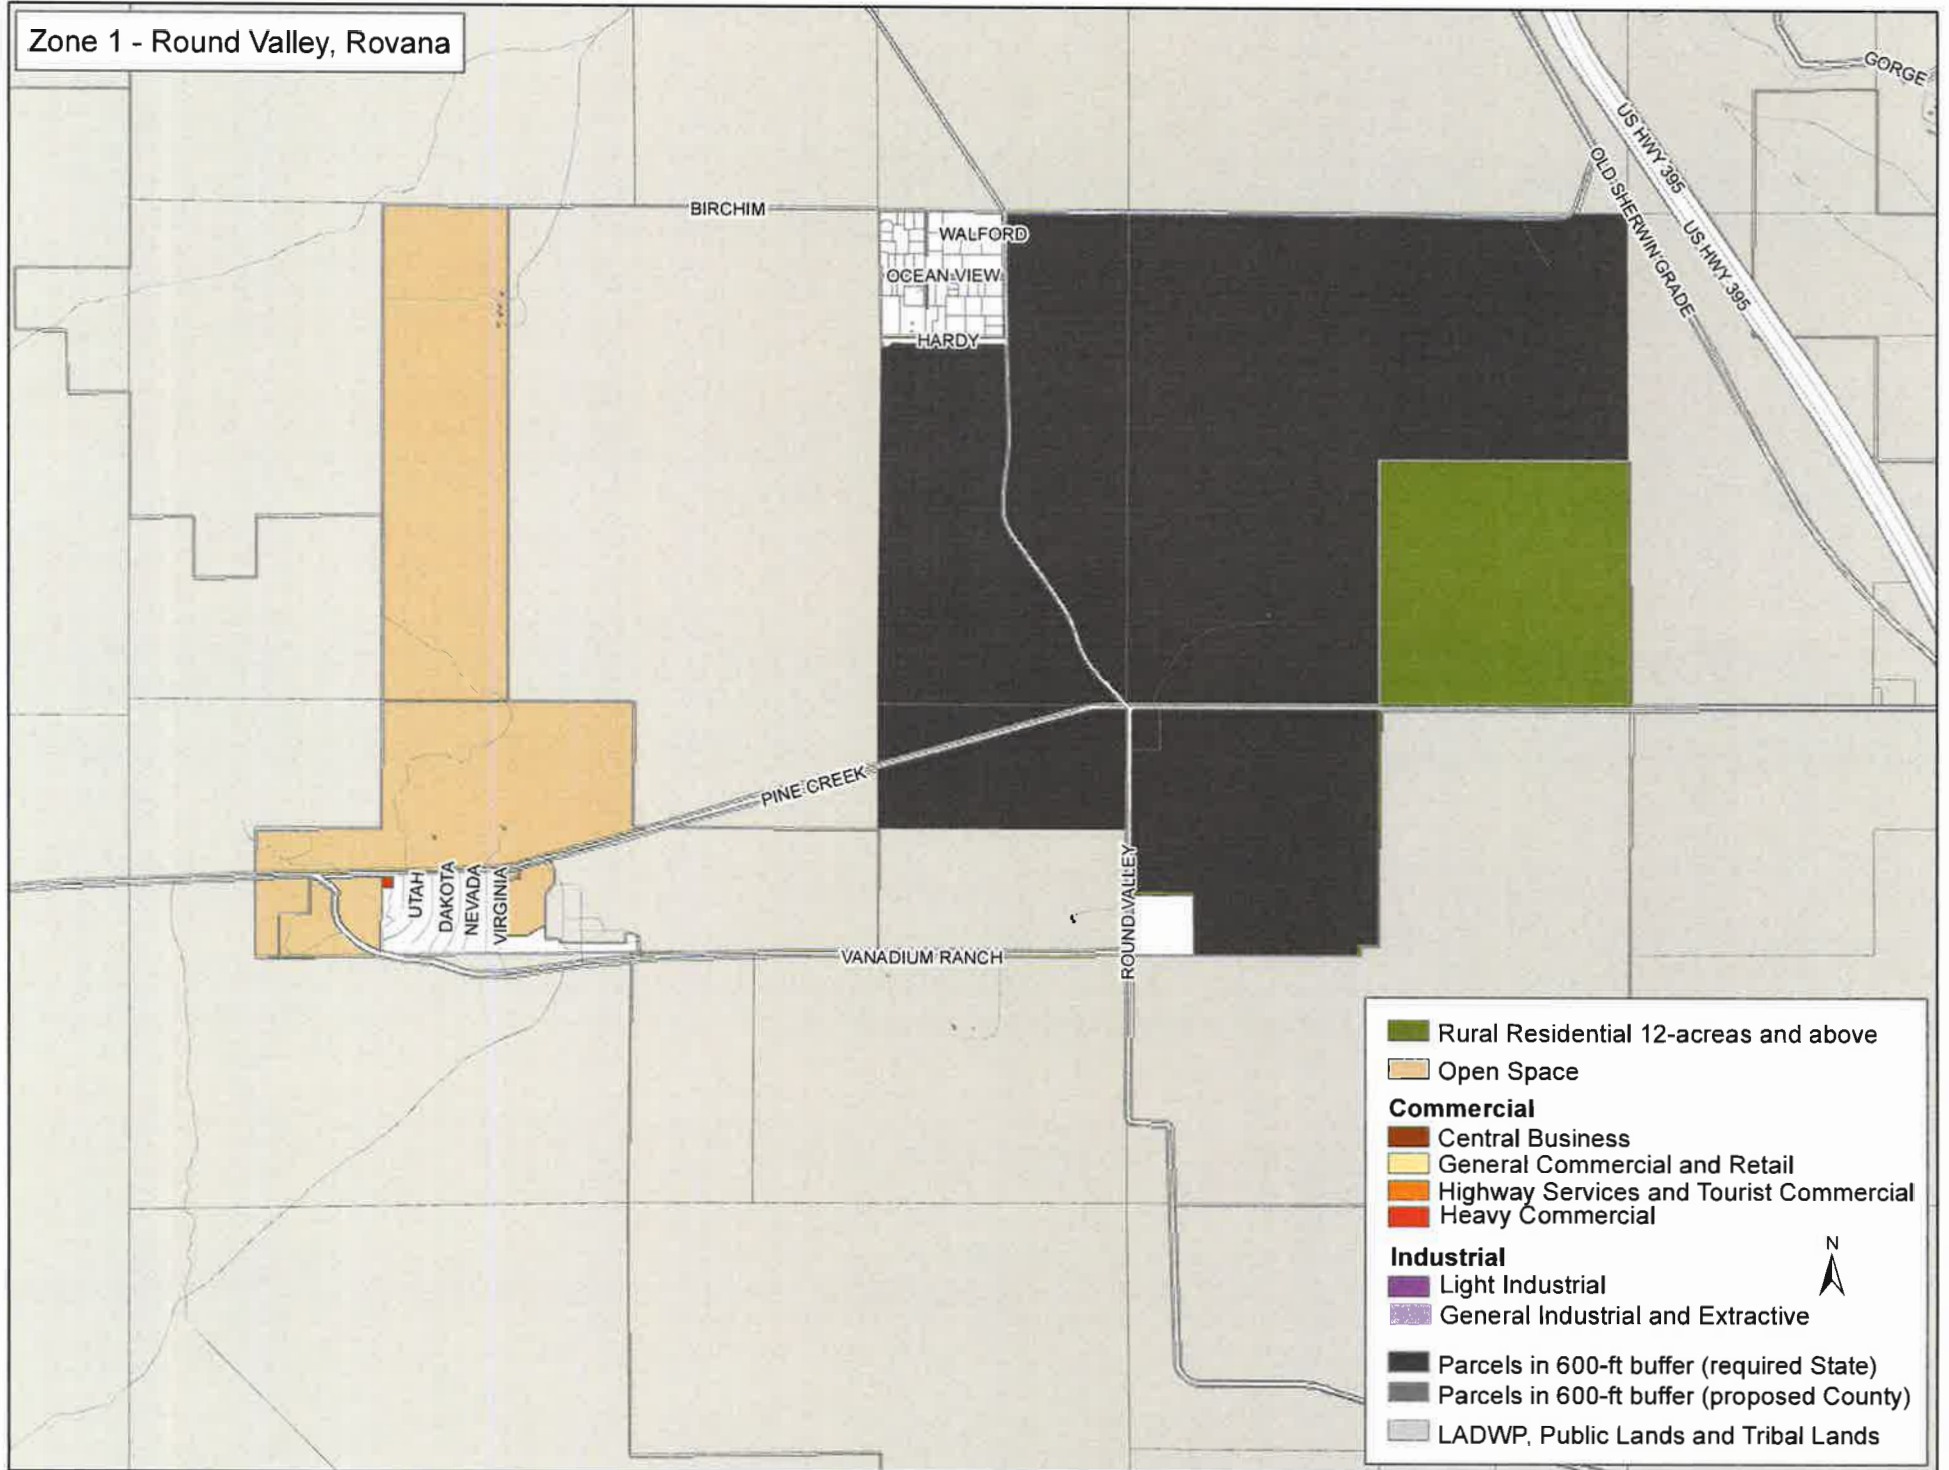 Zone 1 - Round Valley, Rovana
GORGE
US HWY 395
OLD SHERWIN GRADE
US HWY 395
BIRCHIM
WALFORD
OCEAN VIEW
HARDY
PINE CREEK
UTAH
DAKOTA
NEVADA
VIRGINIA
ROUND VALLEY
VANADIUM RANCH
Rural Residential 12-acreas and above
Open Space
Commercial
Central Business
General Commercial and Retail
Highway Services and Tourist Commercial
Heavy Commercial
Industrial
N
Light Industrial
General Industrial and Extractive
Parcels in 600-ft buffer (required State)
Parcels in 600-ft buffer (proposed County)
LADWP, Public Lands and Tribal Lands